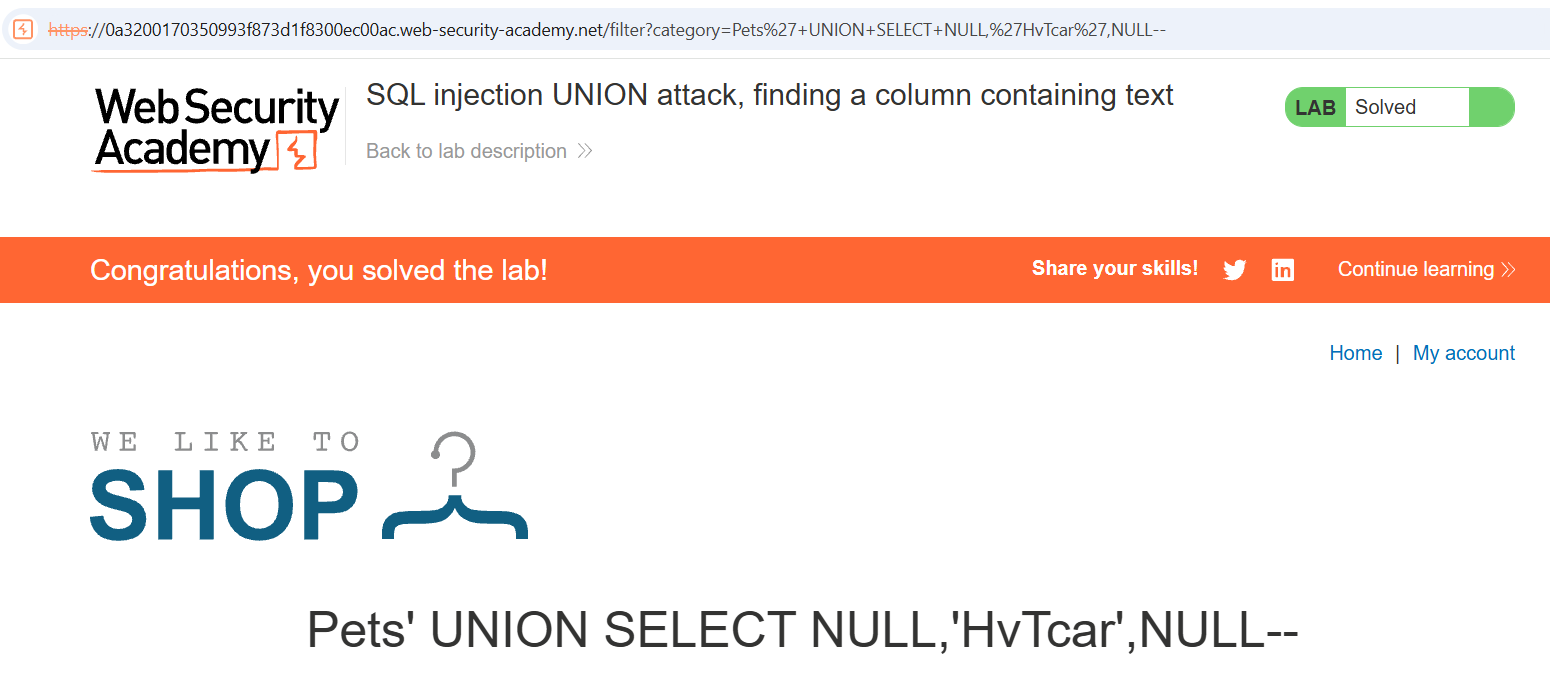 https://0a3200170350993f873d1f8300ec00ac.web-security-academy.net/filter?category=Pets%27+UNION+SELECT+NULL,%27HvTcar%27,NULL--
WebSecurity
Academy
SQL injection UNION attack, finding a column containing text
Back to lab description
LAB Solved
Congratulations, you solved the lab!
Share your skills!
Continue learning
Home | My account
WE LIKE TO
SHOP
Pets' UNION SELECT NULL,'HvTcar',NULL--